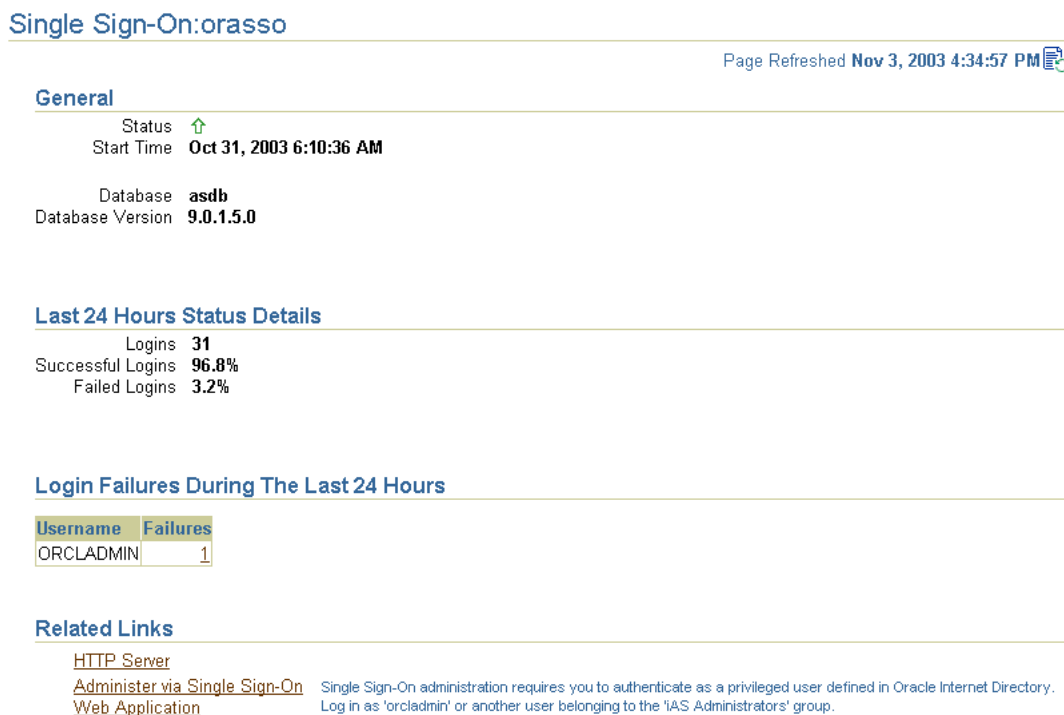 Single Sign-On:orasso
Page Refreshed Nov 3, 2003 4:34:57 PM
General
Status
Start Time Oct 31, 2003 6:10:36 AM
Database asdb
Database Version 9.0.1.5.0
Last 24 Hours Status Details
Logins 31
Successful Logins 96.8%
Failed Logins 3.2%
Login Failures During The Last 24 Hours
Username Failures
ORCLADMIN 1
Related Links
HTTP Server
Administer via Single Sign-On Single Sign-On administration requires you to authenticate as a privileged user defined in Oracle Internet Directory.
Web Application Log in as 'orcladmin' or another user belonging to the 'iAS Administrators' group.